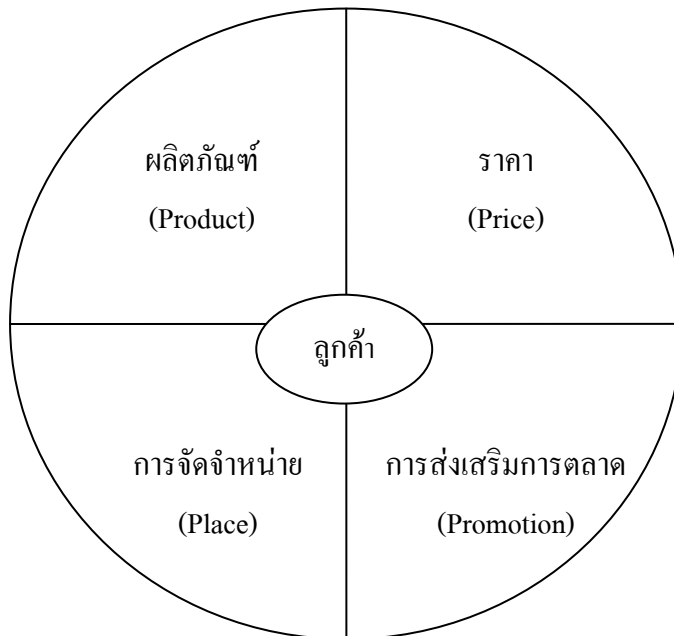 ผลิตภัณฑ์
(Product)
ราคา
(Price)
ลูกค้า
การจัดจำหน่าย
(Place)
การส่งเสริมการตลาด
(Promotion)